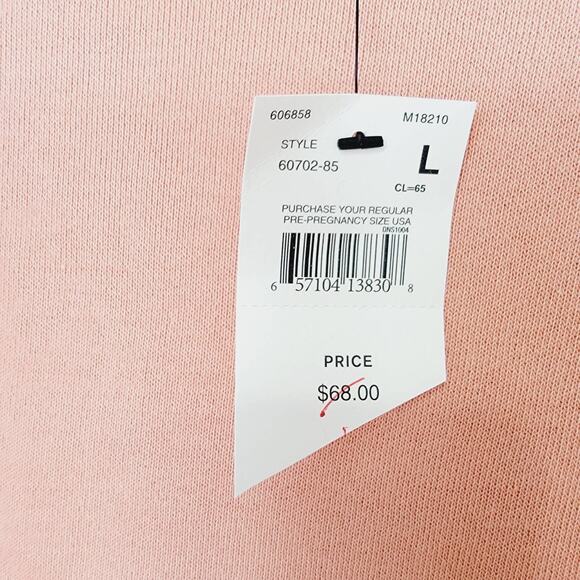 606858 M18210
STYLE
60702-85 L
CL=65
PURCHASE YOUR REGULAR
PRE-PREGNANCY SIZE USA
DNS1004
6 57104 13830 8
PRICE
$68.00